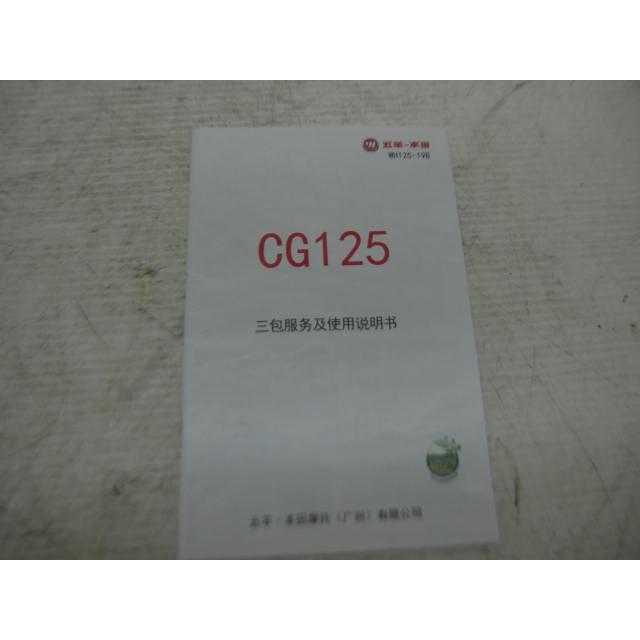 五羊-本田
WH125-19B
CG125
三包服务及使用说明书
五羊-本田摩托（广州）有限公司